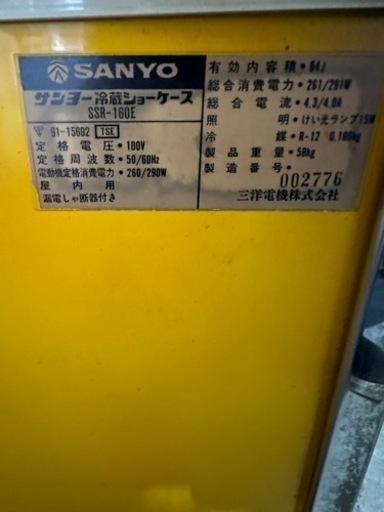 SANYO
サンヨー冷蔵ショーケース
SSR-160E
▽ 91-15692 TSE
定格電圧・100V
定格周波数・50/60Hz
電動機定格消費電力・260/290W
屋内用
漏電しゃ断器付き
有効内容積・84ℓ
総合消費電力・261/291W
総合電流・4.3/4.0A
照明・けい光ランプ15W
冷媒・R-12 0.160kg
製品重量・58kg
製造番号・
002776
三洋電機株式会社